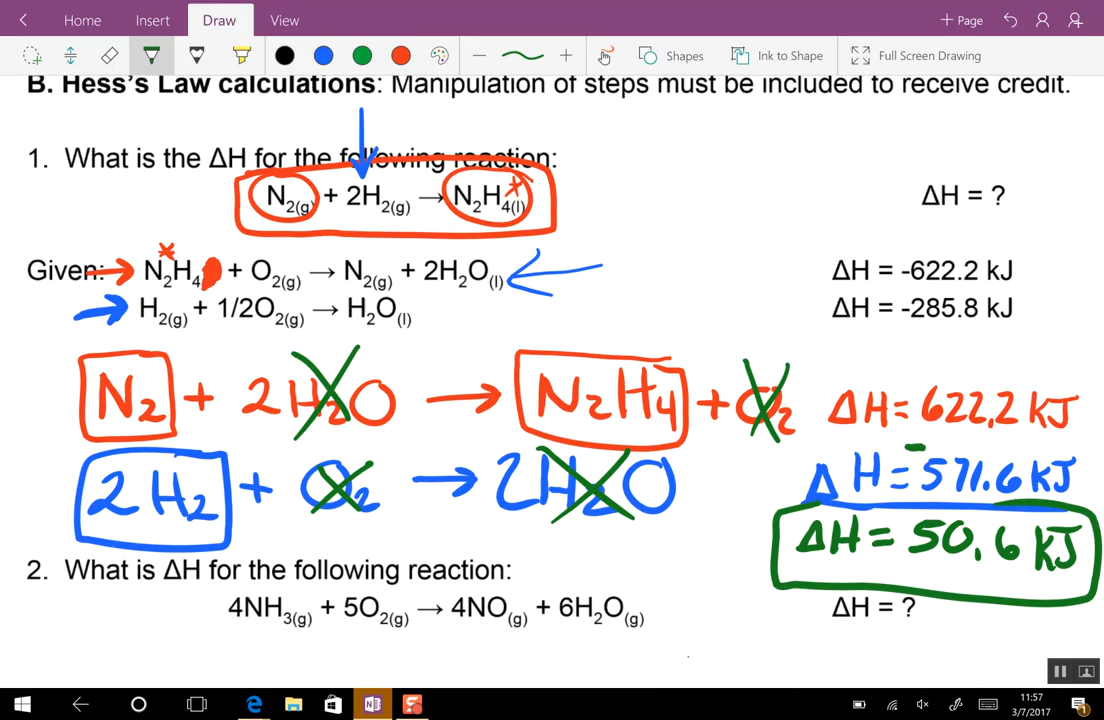 Home Insert Draw View + Page
Shapes Ink to Shape Full Screen Drawing
B. Hess's Law calculations: Manipulation of steps must be included to receive credit.
1. What is the ΔH for the following reaction:
N2(g) + 2H2(g) → N2H4(l) ΔH = ?
Given: N2H4 + O2(g) → N2(g) + 2H2O(l) ΔH = -622.2 kJ
H2(g) + 1/2O2(g) → H2O(l) ΔH = -285.8 kJ
N2 + 2H2O → N2H4 + O2 ΔH = 622.2 KJ
2H2 + O2 → 2H2O ΔH = -571.6 KJ
ΔH = 50.6 KJ
2. What is ΔH for the following reaction:
4NH3(g) + 5O2(g) → 4NO(g) + 6H2O(g) ΔH = ?
11:57
3/7/2017